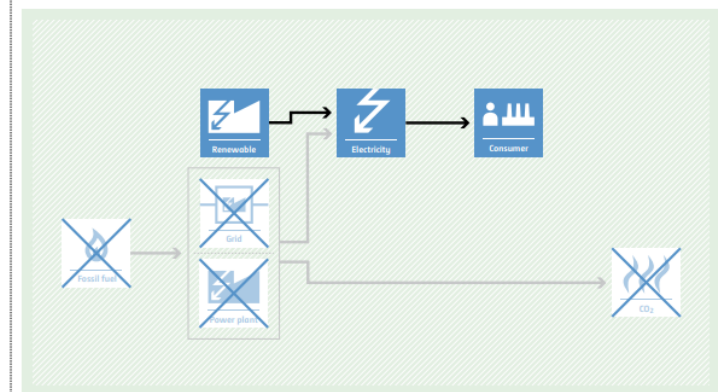 Renewable
Electricity
Consumer
Grid
Fossil fuel
Power plant
CO₂